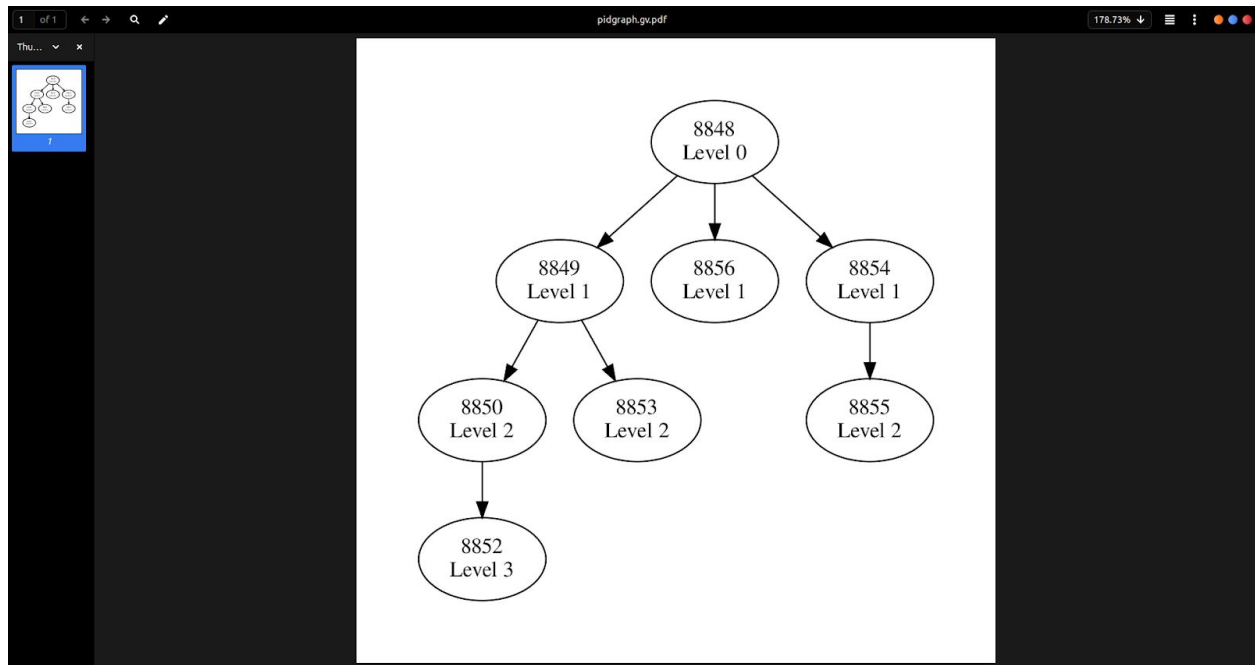 1 of 1
pidgraph.gv.pdf
178.73%
Thu...
1
8848
Level 0
8849
Level 1
8856
Level 1
8854
Level 1
8850
Level 2
8853
Level 2
8855
Level 2
8852
Level 3